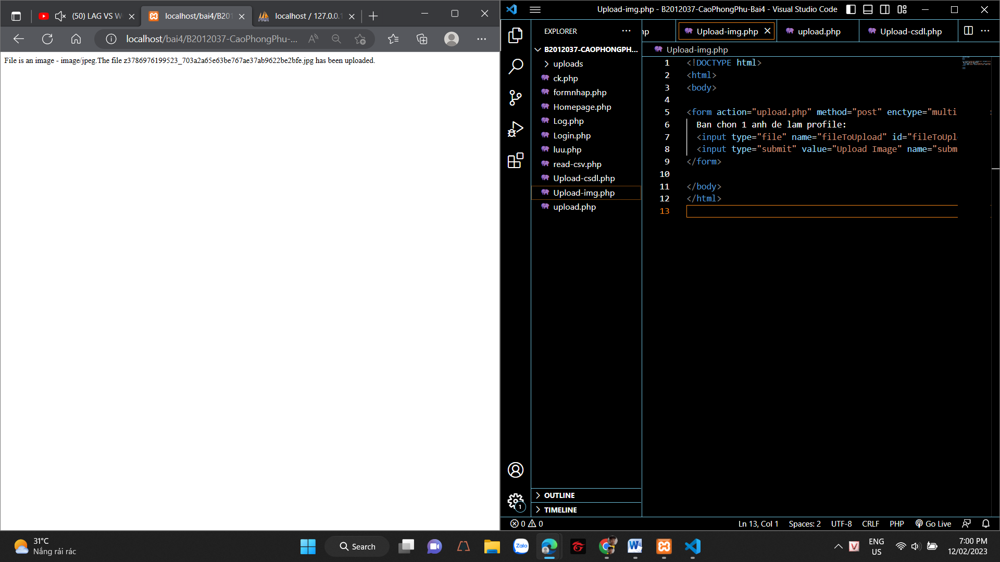 (50) LAG VS W
localhost/bai4/B201
localhost / 127.0.0.1
localhost/bai4/B2012037-CaoPhongPhu-...
File is an image - image/jpeg.The file z3786976199523_703a2a65e63be767ae37ab9622be2bfe.jpg has been uploaded.
Upload-img.php - B2012037-CaoPhongPhu-Bai4 - Visual Studio Code
EXPLORER
hp
Upload-img.php
upload.php
Upload-csdl.php
B2012037-CAOPHONGPH...
uploads
ck.php
formnhap.php
Homepage.php
Log.php
Login.php
luu.php
read-csv.php
Upload-csdl.php
Upload-img.php
upload.php
OUTLINE
TIMELINE
Upload-img.php
1 <!DOCTYPE html>
2 <html>
3 <body>
4
5 <form action="upload.php" method="post" enctype="multi
6 Ban chon 1 anh de lam profile:
7 <input type="file" name="fileToUpload" id="fileToUpl
8 <input type="submit" value="Upload Image" name="subm
9 </form>
10
11 </body>
12 </html>
13
1
0 0
Ln 13, Col 1 Spaces: 2 UTF-8 CRLF PHP Go Live
31°C
Nắng rải rác
Search
Zalo
ENG
US
7:00 PM
12/02/2023